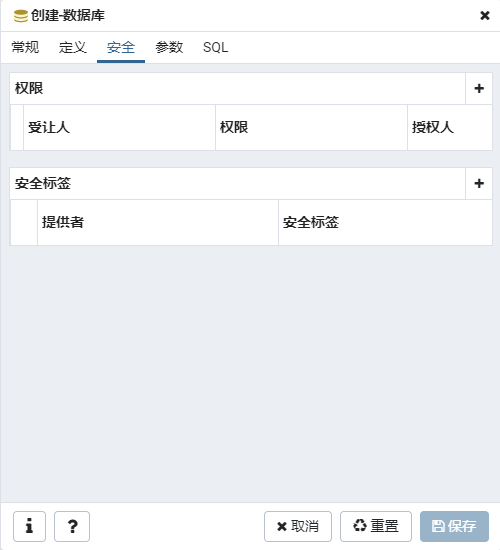 创建-数据库
常规 定义 安全 参数 SQL
权限
受让人 权限 授权人
安全标签
提供者 安全标签
取消 重置 保存